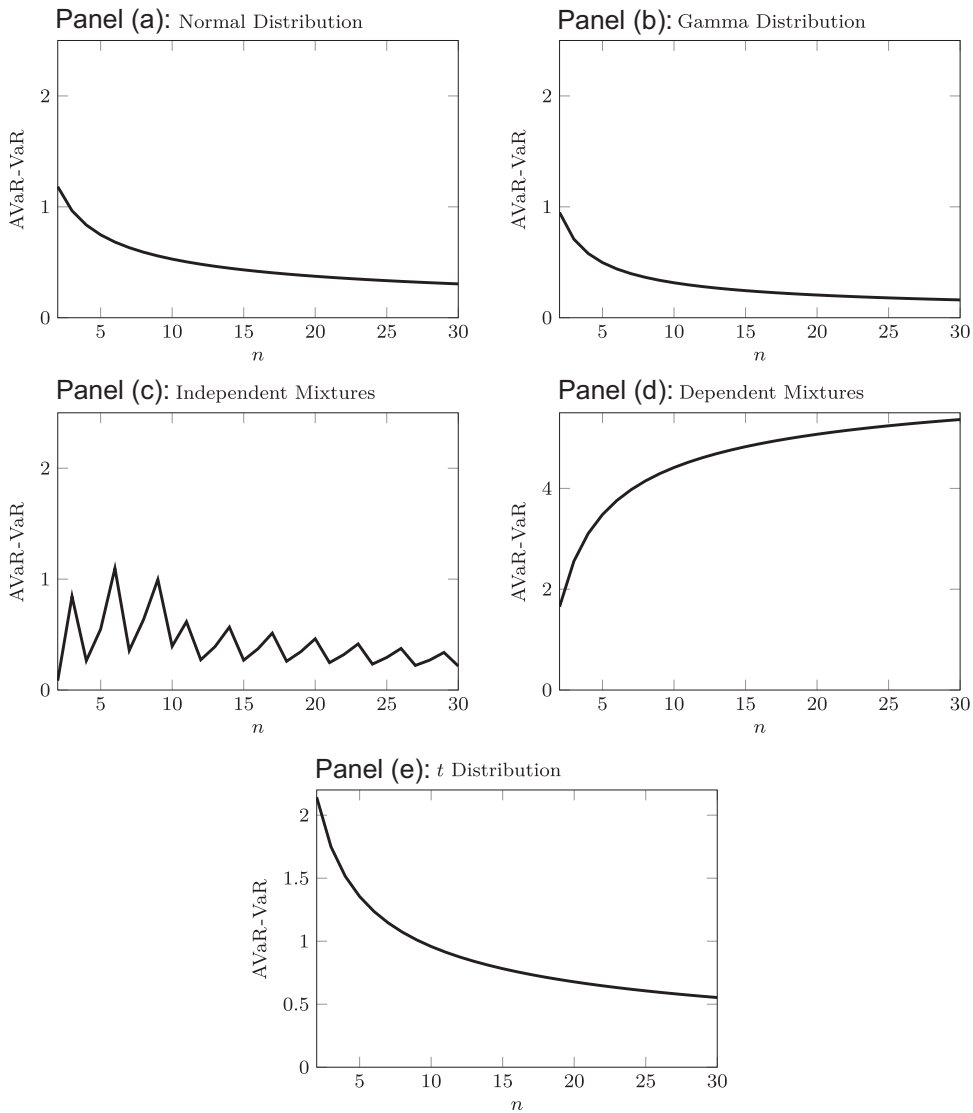 Panel (a): Normal Distribution
2
1
0
AVaR-VaR
5 10 15 20 25 30
n
Panel (b): Gamma Distribution
2
1
0
AVaR-VaR
5 10 15 20 25 30
n
Panel (c): Independent Mixtures
2
1
0
AVaR-VaR
5 10 15 20 25 30
n
Panel (d): Dependent Mixtures
4
2
0
AVaR-VaR
5 10 15 20 25 30
n
Panel (e): t Distribution
2
1.5
1
0.5
0
AVaR-VaR
5 10 15 20 25 30
n